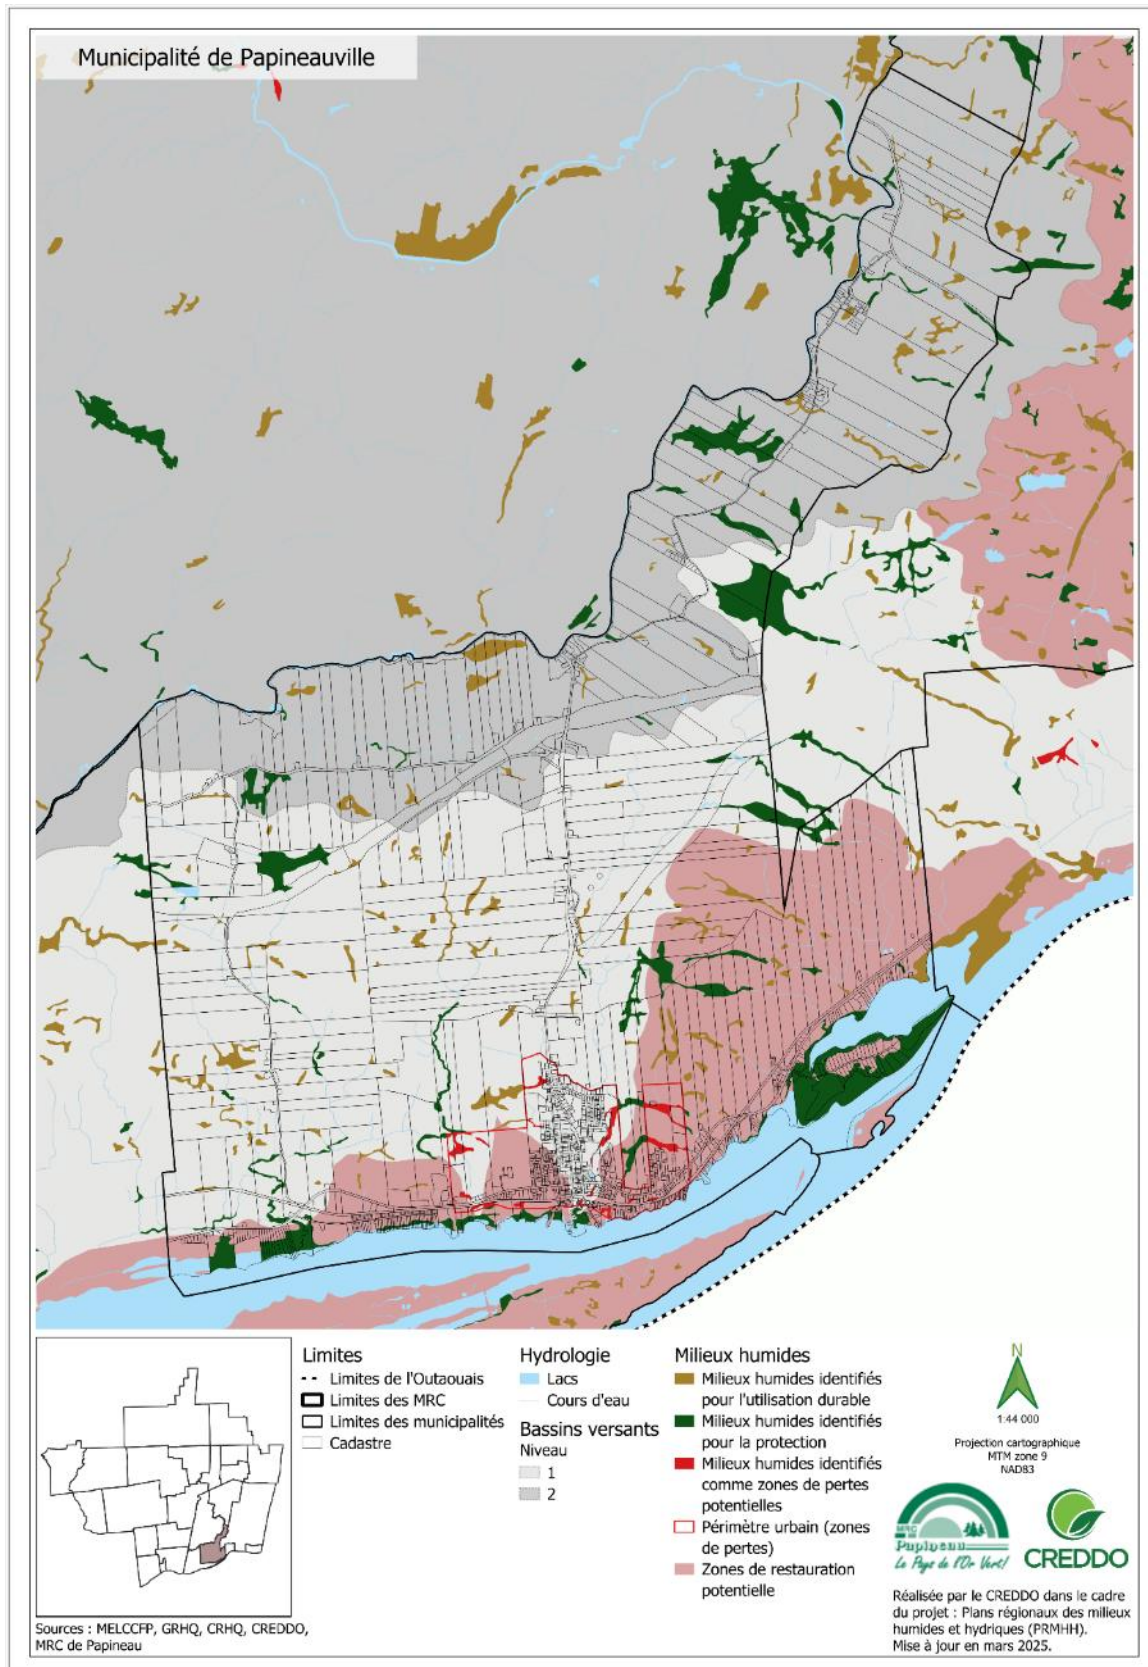 Municipalité de Papineauville
Limites
Limites de l'Outaouais
Limites des MRC
Limites des municipalités
Cadastre
Hydrologie
Lacs
Cours d'eau
Bassins versants
Niveau
1
2
Milieux humides
Milieux humides identifiés
pour l'utilisation durable
Milieux humides identifiés
pour la protection
Milieux humides identifiés
comme zones de pertes
potentielles
Périmètre urbain (zones
de pertes)
Zones de restauration
potentielle
N
1:44 000
Projection cartographique
MTM zone 9
NAD83
MRC
Papineau
Le Pays de l'Or Vert!
CREDDO
Réalisée par le CREDDO dans le cadre
du projet : Plans régionaux des milieux
humides et hydriques (PRMHH).
Mise à jour en mars 2025.
Sources : MELCCFP, GRHQ, CRHQ, CREDDO,
MRC de Papineau